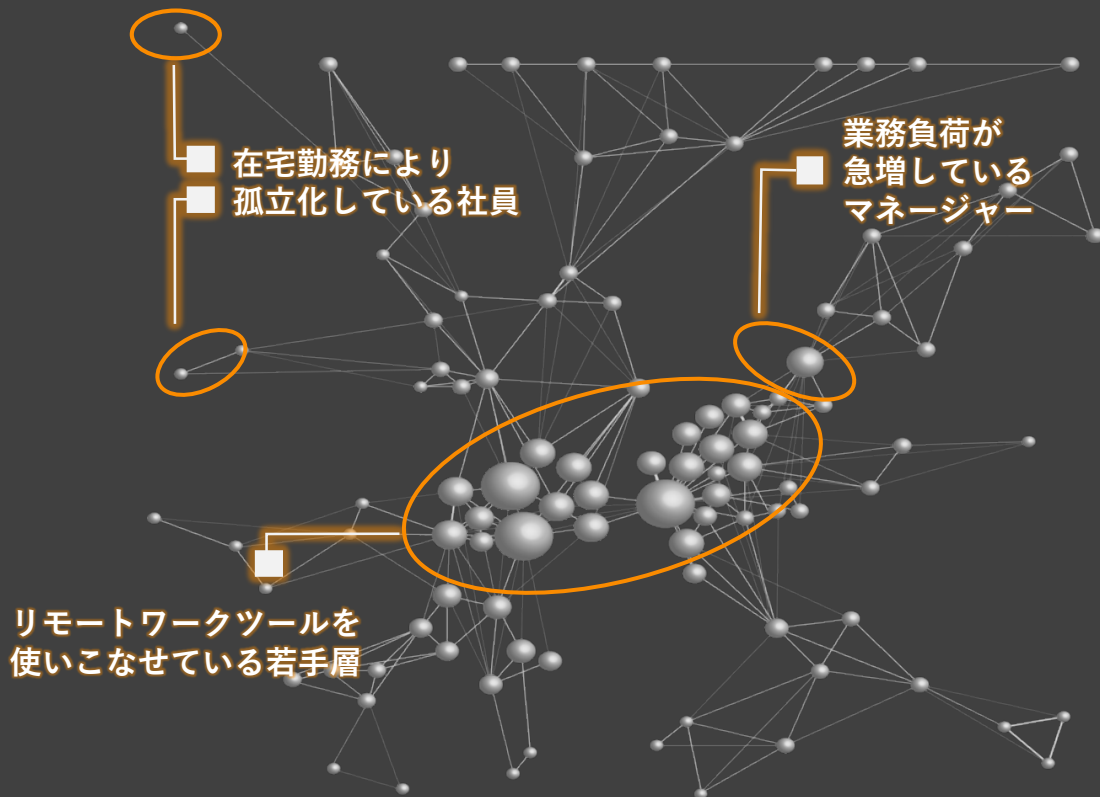 在宅勤務により
孤立化している社員
業務負荷が
急増している
マネージャー
リモートワークツールを
使いこなせている若手層